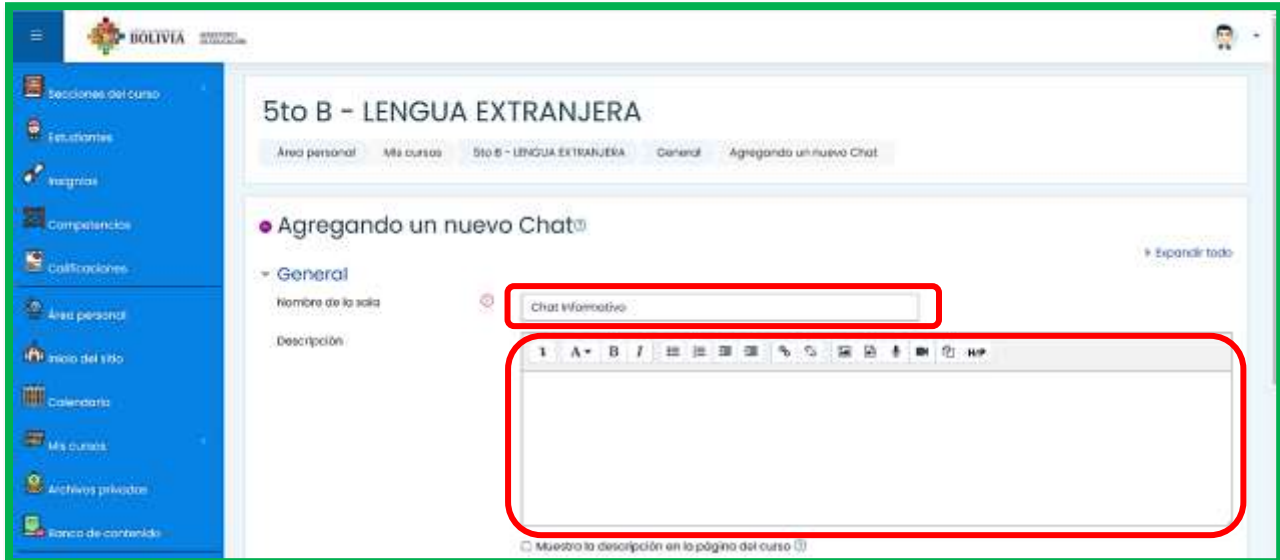 BOLIVIA
Secciones del curso
Estudiantes
Insignias
Competencias
Calificaciones
Área personal
Inicio del sitio
Calendario
Mis cursos
Archivos privados
Banco de contenido
5to B - LENGUA EXTRANJERA
Área personal Mis cursos 5to B - LENGUA EXTRANJERA General Agregando un nuevo Chat
Agregando un nuevo Chat
Expandir todo
General
Nombre de la sala Chat Informativo
Descripción
A B I H-P
Muestra la descripción en la página del curso